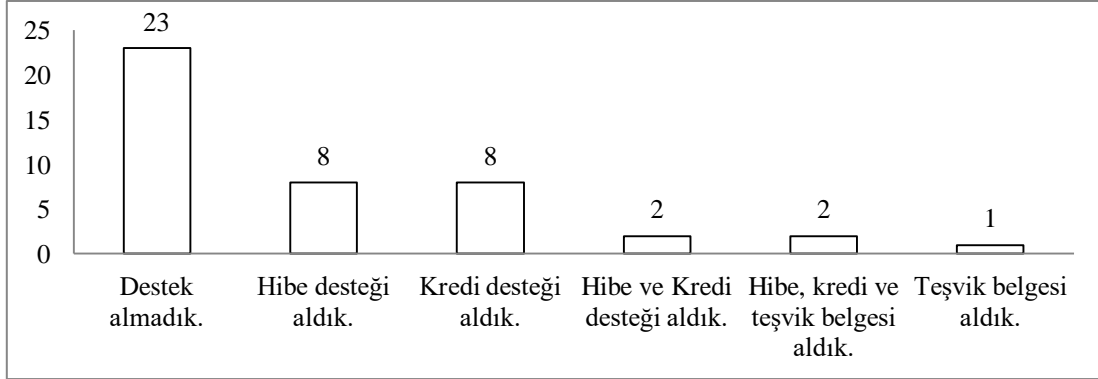 25
20
15
10
5
0
23
8
8
2
2
1
Destek
almadık.
Hibe desteği
aldık.
Kredi desteği
aldık.
Hibe ve Kredi
desteği aldık.
Hibe, kredi ve
teşvik belgesi
aldık.
Teşvik belgesi
aldık.